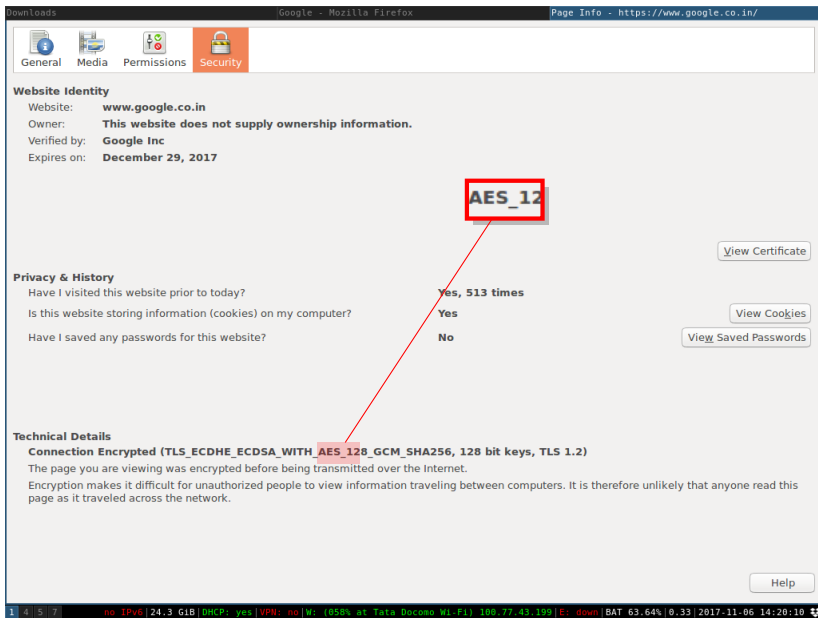 Downloads Google - Mozilla Firefox Page Info - https://www.google.co.in/
General Media Permissions Security
Website Identity
Website: www.google.co.in
Owner: This website does not supply ownership information.
Verified by: Google Inc
Expires on: December 29, 2017
AES_12
View Certificate
Privacy & History
Have I visited this website prior to today? Yes, 513 times
Is this website storing information (cookies) on my computer? Yes View Cookies
Have I saved any passwords for this website? No View Saved Passwords
Technical Details
Connection Encrypted (TLS_ECDHE_ECDSA_WITH_AES_128_GCM_SHA256, 128 bit keys, TLS 1.2)
The page you are viewing was encrypted before being transmitted over the Internet.
Encryption makes it difficult for unauthorized people to view information traveling between computers. It is therefore unlikely that anyone read this
page as it traveled across the network.
Help
1 4 5 7 no IPv6|24.3 GiB|DHCP: yes|VPN: no|W: (058% at Tata Docomo Wi-Fi) 100.77.43.199|E: down|BAT 63.64%|0.33|2017-11-06 14:20:10